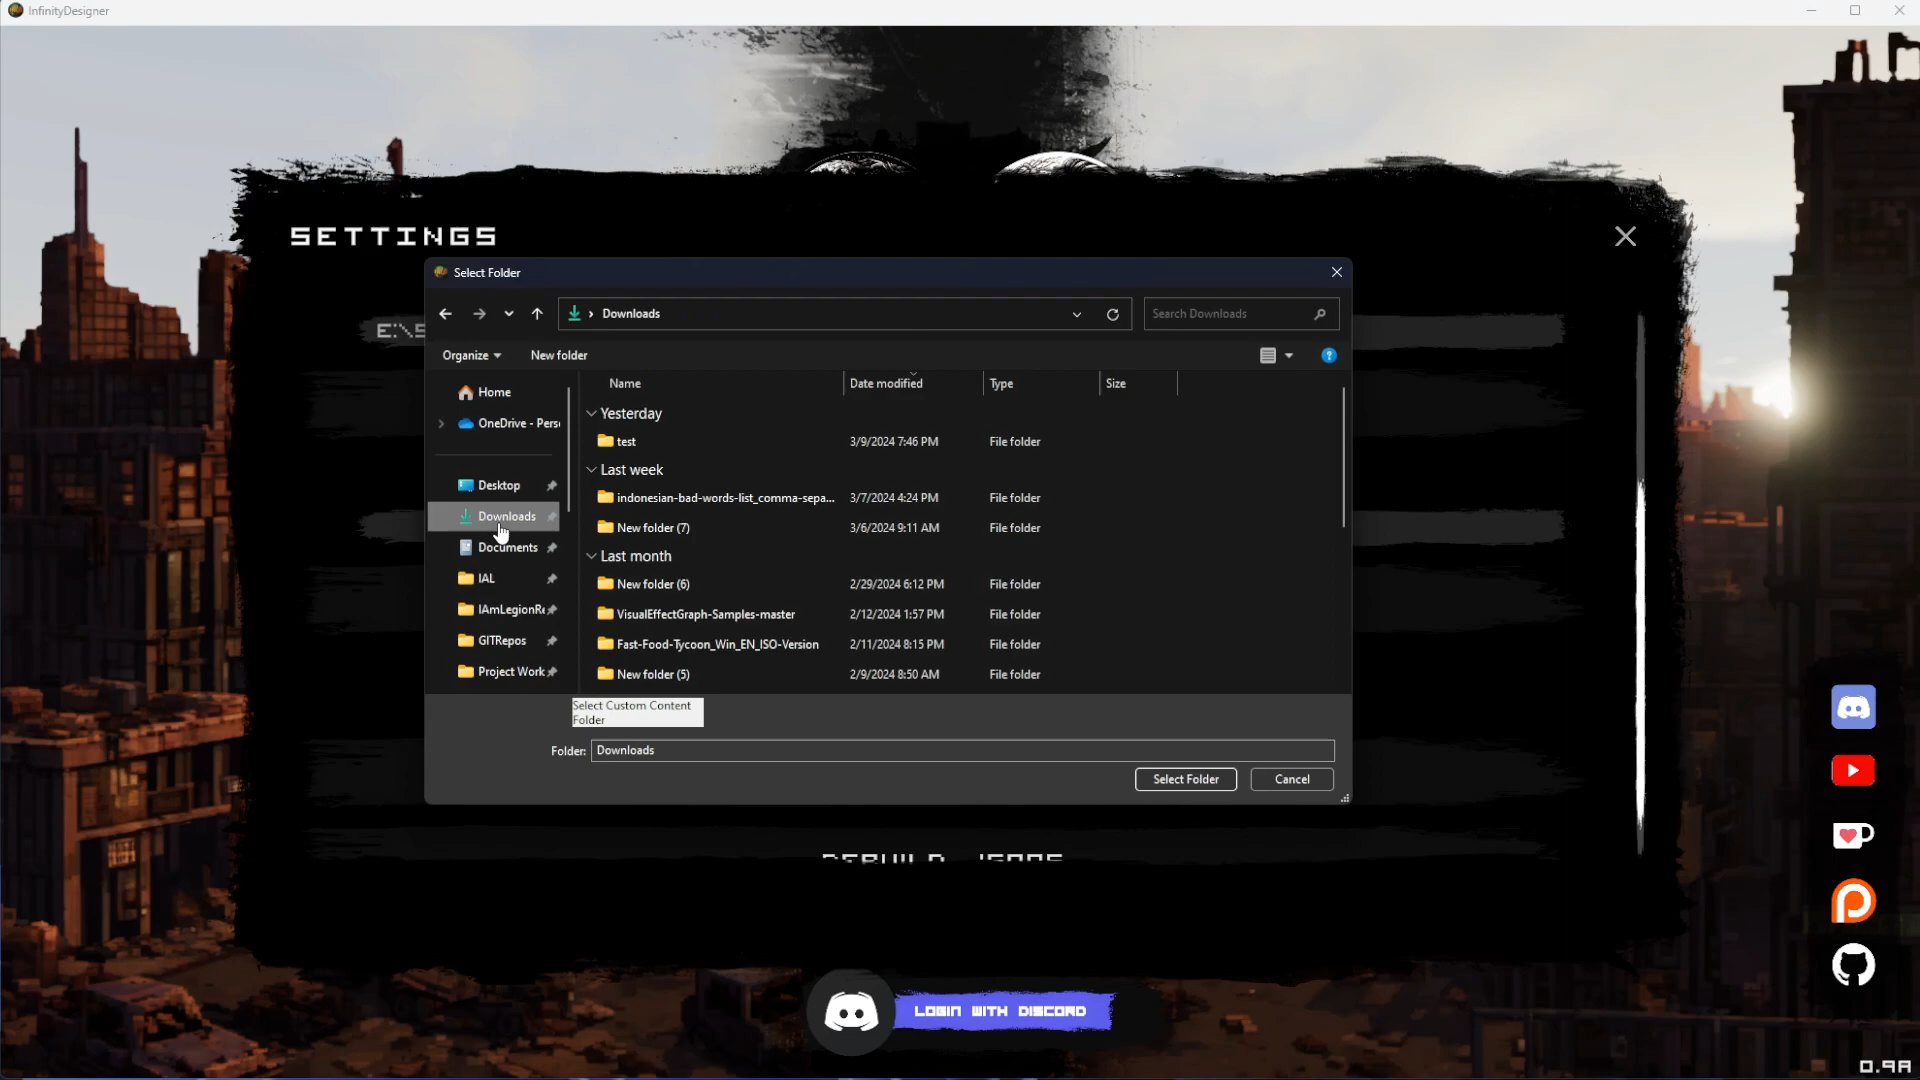 InfinityDesigner
SETTINGS
Select Folder
Downloads
Search Downloads
E:\S
Organize
New folder
Name
Date modified
Type
Size
Home
OneDrive - Pers
Desktop
Downloads
Documents
IAL
IAmLegionRe
GITRepos
Project Work
Yesterday
test 3/9/2024 7:46 PM File folder
Last week
indonesian-bad-words-list_comma-sepa... 3/7/2024 4:24 PM File folder
New folder (7) 3/6/2024 9:11 AM File folder
Last month
New folder (6) 2/29/2024 6:12 PM File folder
VisualEffectGraph-Samples-master 2/12/2024 1:57 PM File folder
Fast-Food-Tycoon_Win_EN_ISO-Version 2/11/2024 8:15 PM File folder
New folder (5) 2/9/2024 8:50 AM File folder
Select Custom Content
Folder
Folder: Downloads
Select Folder
Cancel
LOGIN WITH DISCORD
0.9A